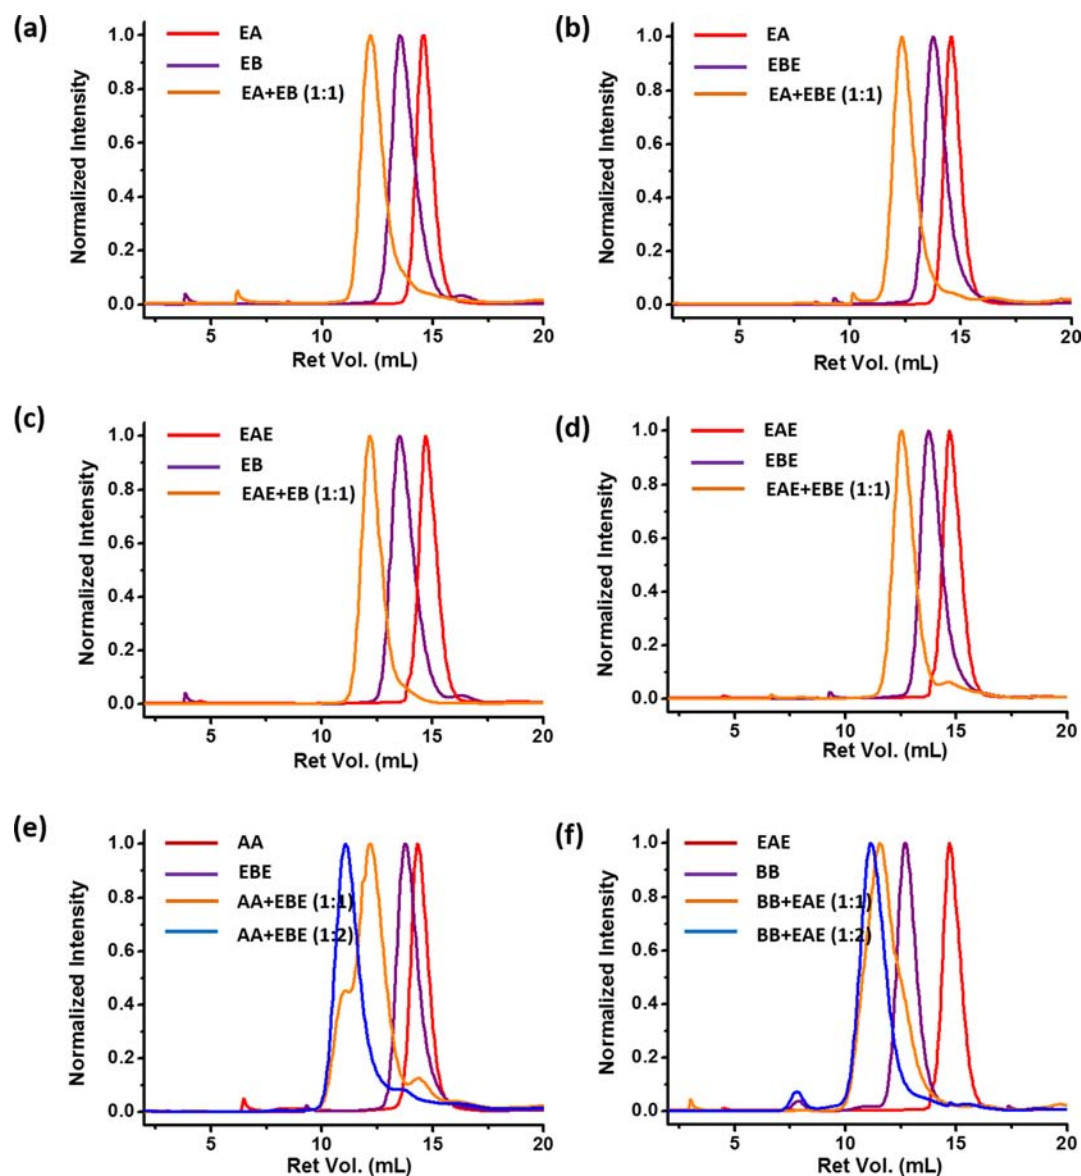 (a)
EA
EB
EA+EB (1:1)
Normalized Intensity
1.0
0.8
0.6
0.4
0.2
0.0
5
10
15
20
Ret Vol. (mL)
(b)
EA
EBE
EA+EBE (1:1)
Normalized Intensity
1.0
0.8
0.6
0.4
0.2
0.0
5
10
15
20
Ret Vol. (mL)
(c)
EAE
EB
EAE+EB (1:1)
Normalized Intensity
1.0
0.8
0.6
0.4
0.2
0.0
5
10
15
20
Ret Vol. (mL)
(d)
EAE
EBE
EAE+EBE (1:1)
Normalized Intensity
1.0
0.8
0.6
0.4
0.2
0.0
5
10
15
20
Ret Vol. (mL)
(e)
AA
EBE
AA+EBE (1:1)
AA+EBE (1:2)
Normalized Intensity
1.0
0.8
0.6
0.4
0.2
0.0
5
10
15
20
Ret Vol. (mL)
(f)
EAE
BB
BB+EAE (1:1)
BB+EAE (1:2)
Normalized Intensity
1.0
0.8
0.6
0.4
0.2
0.0
5
10
15
20
Ret Vol. (mL)